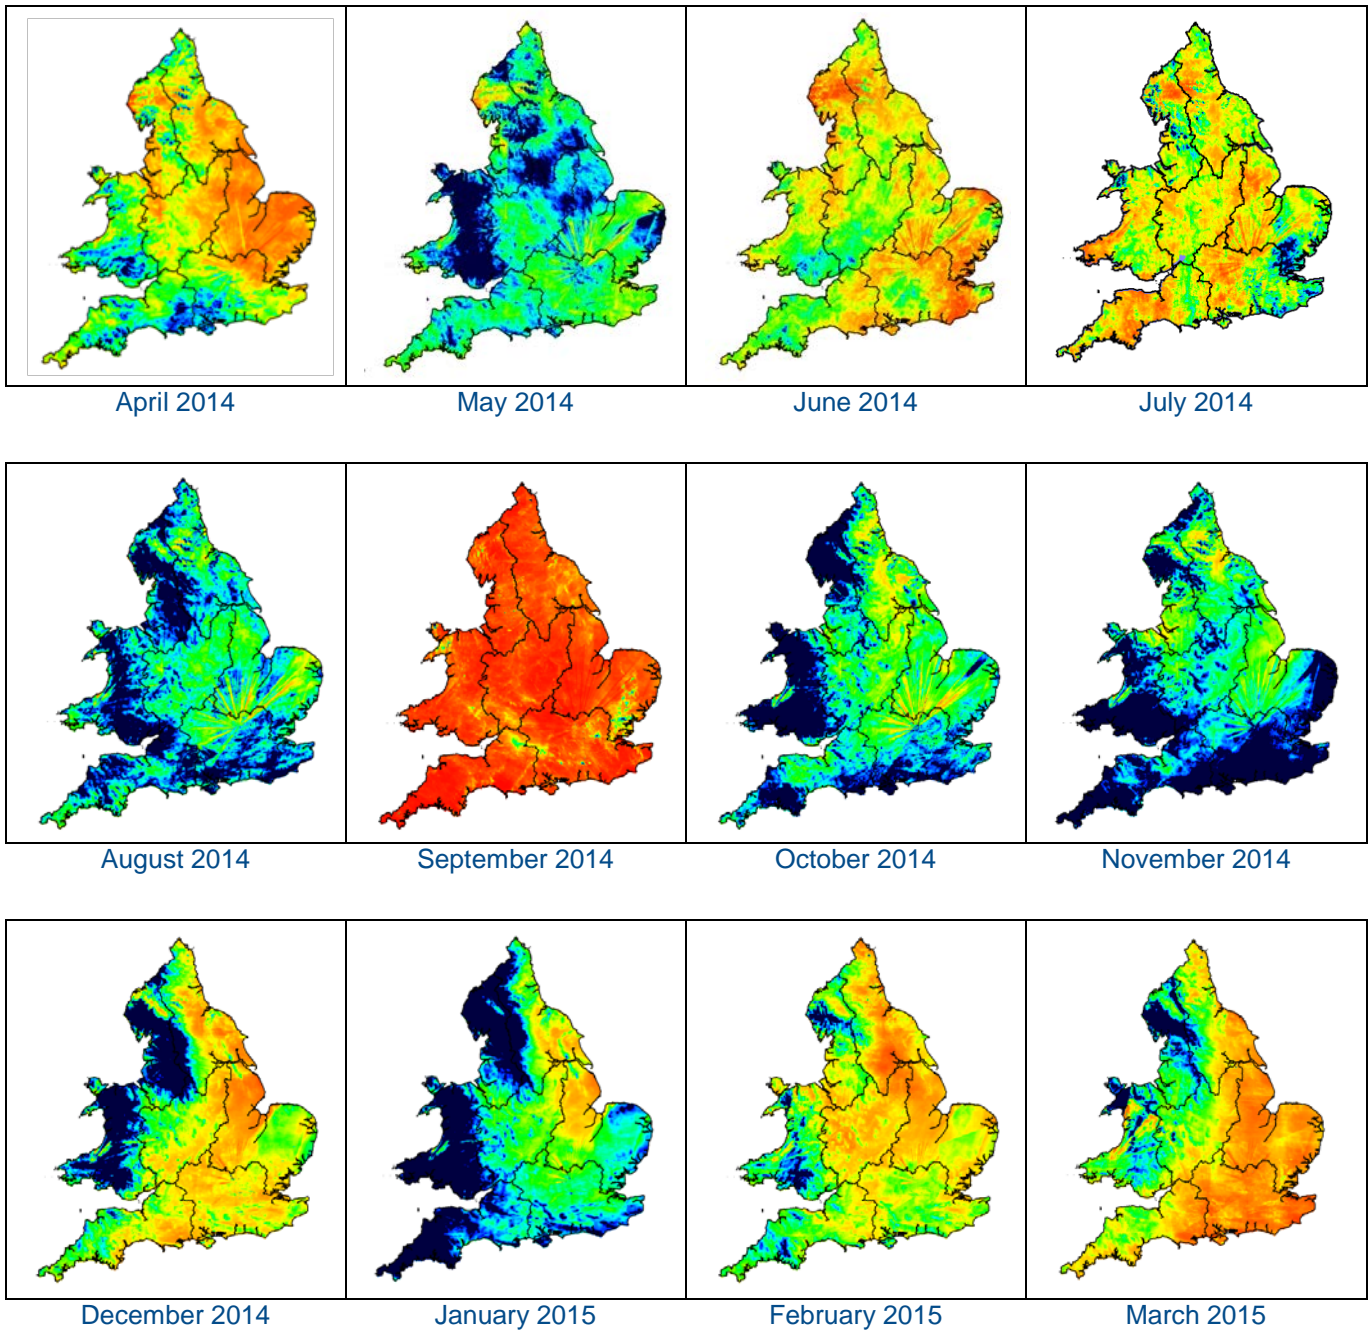 April 2014
May 2014
June 2014
July 2014
August 2014
September 2014
October 2014
November 2014
December 2014
January 2015
February 2015
March 2015